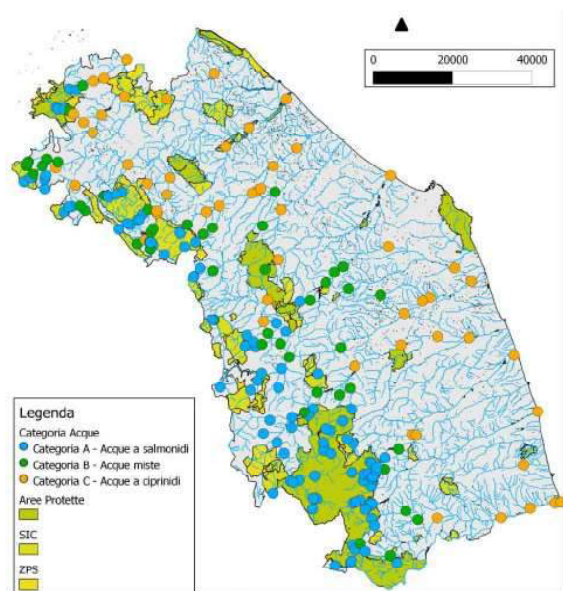 0 20000 40000
Legenda
Categoria Acque
Categoria A - Acque a salmonidi
Categoria B - Acque miste
Categoria C - Acque a ciprinidi
Aree Protette
SIC
ZPS